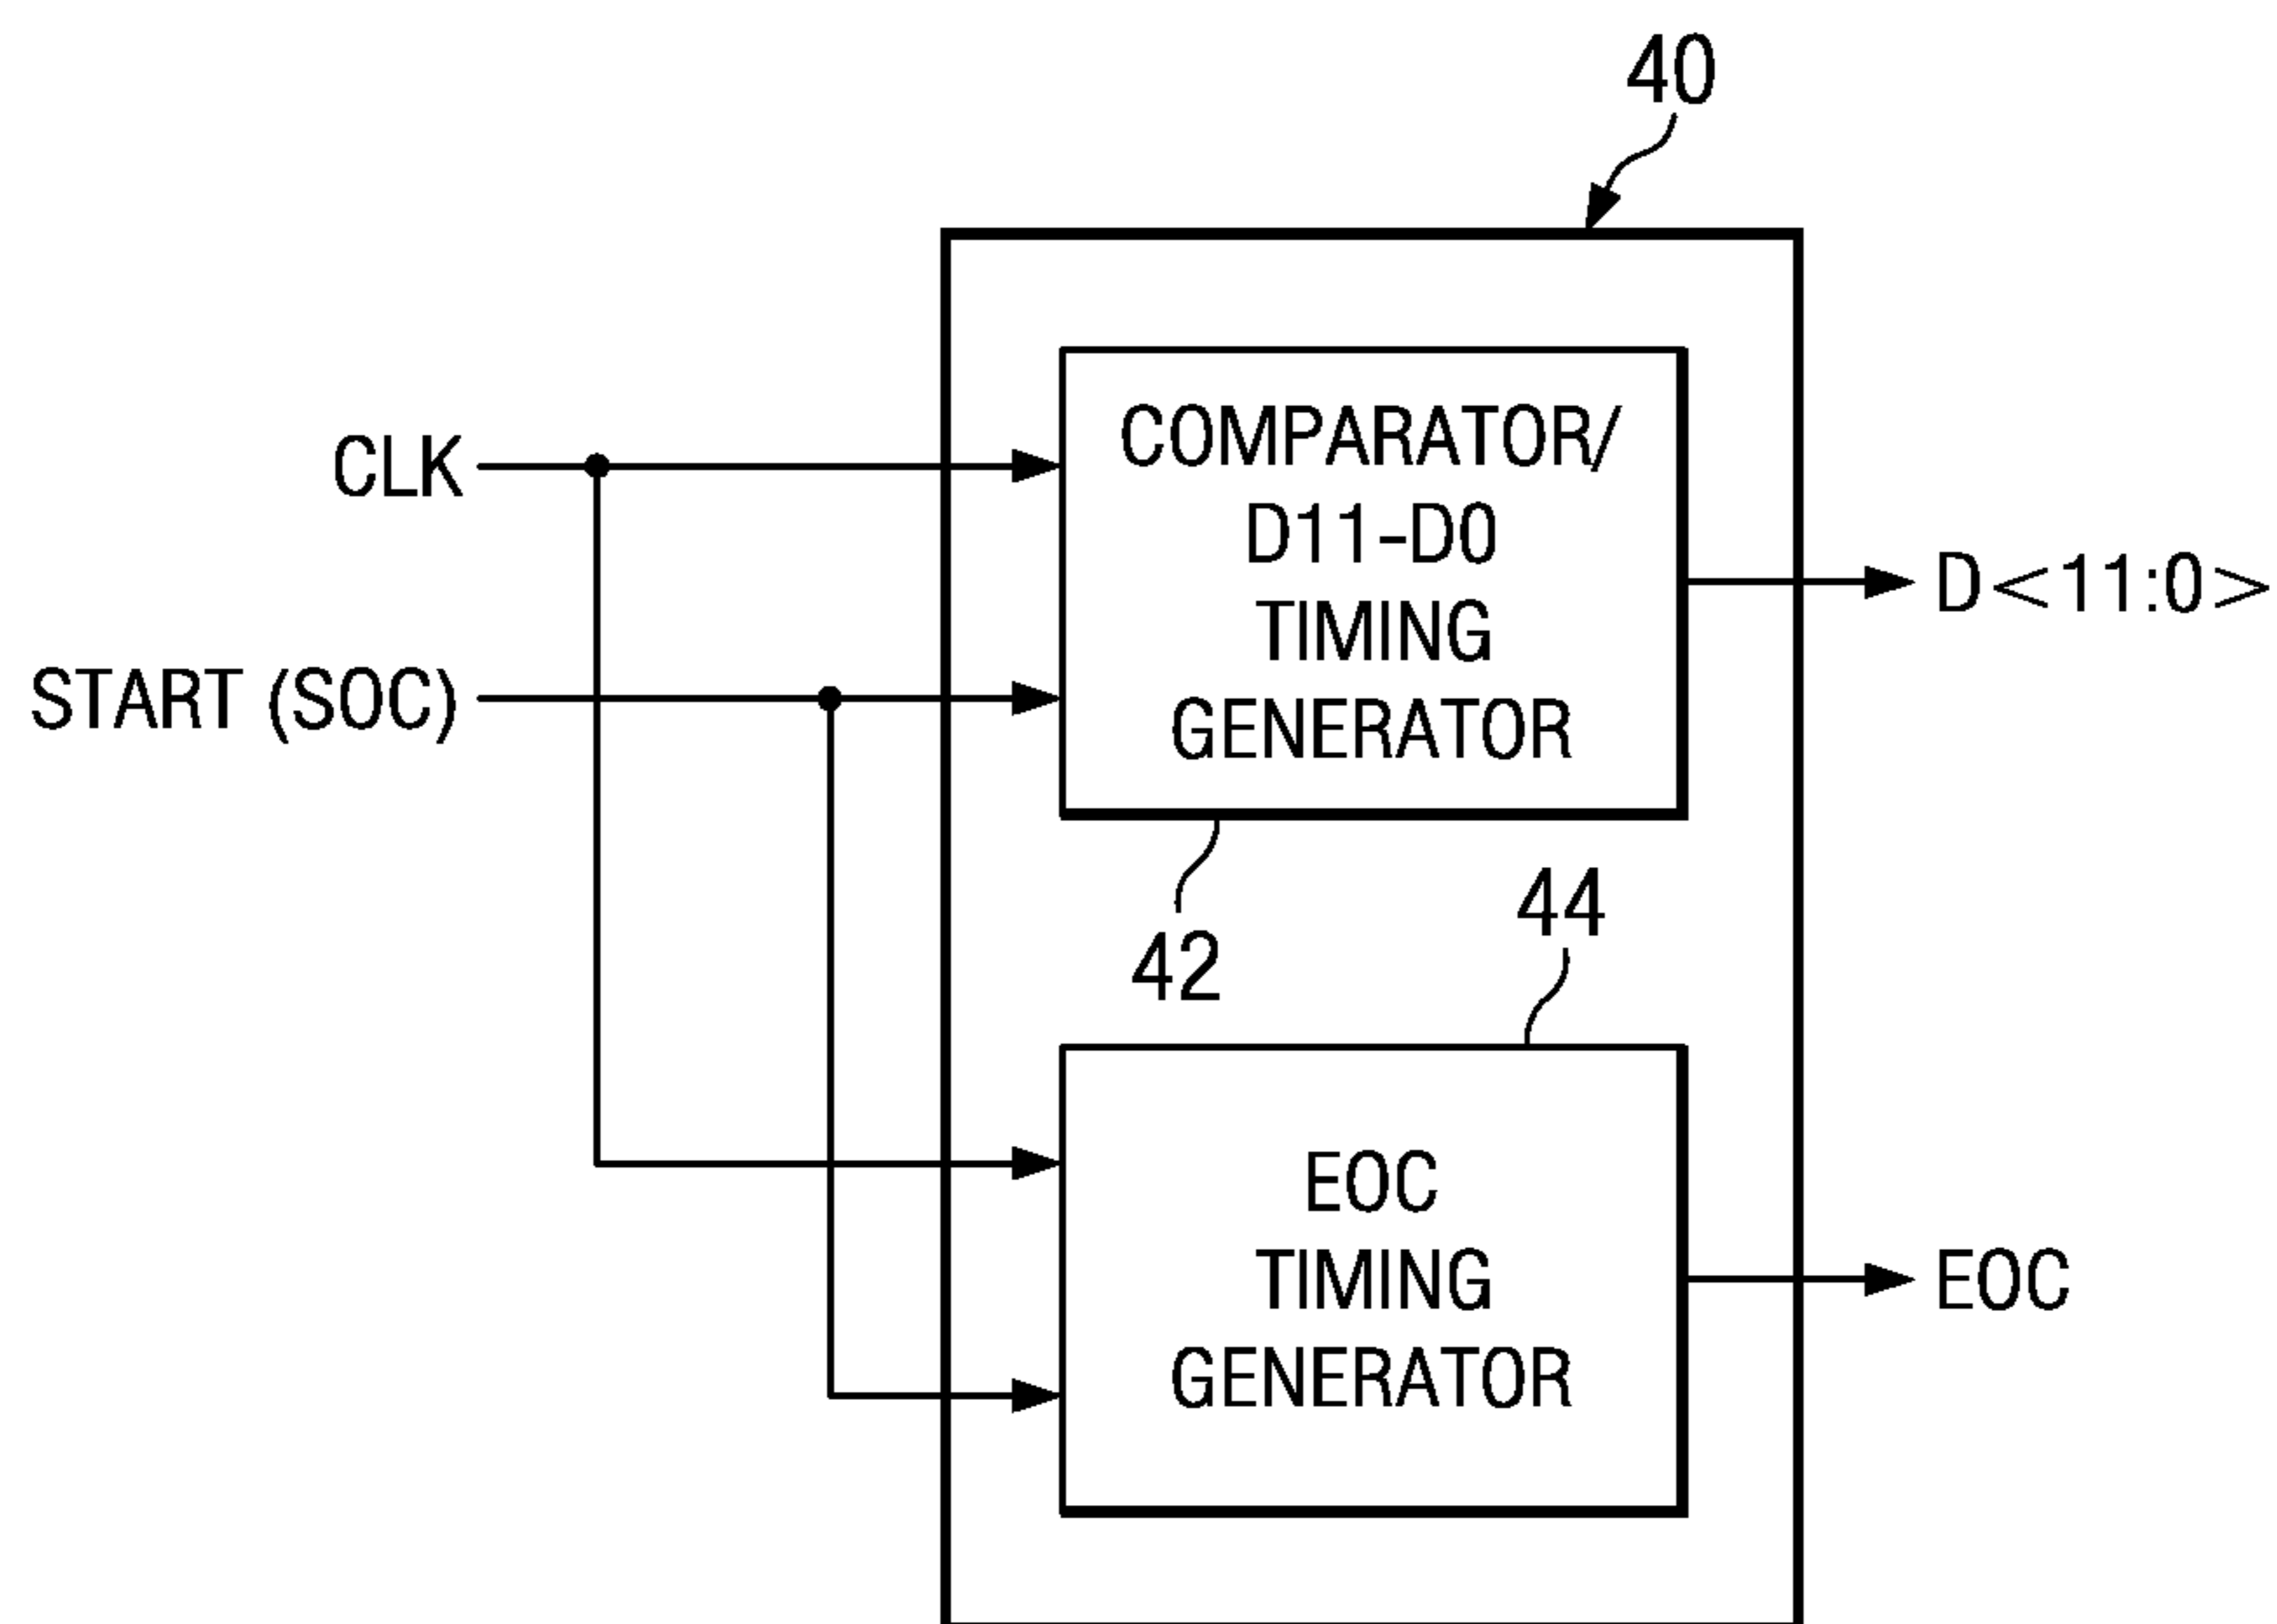 40
CLK
START (SOC)
COMPARATOR/
D11-D0
TIMING
GENERATOR
D<11:0>
42
44
EOC
TIMING
GENERATOR
EOC